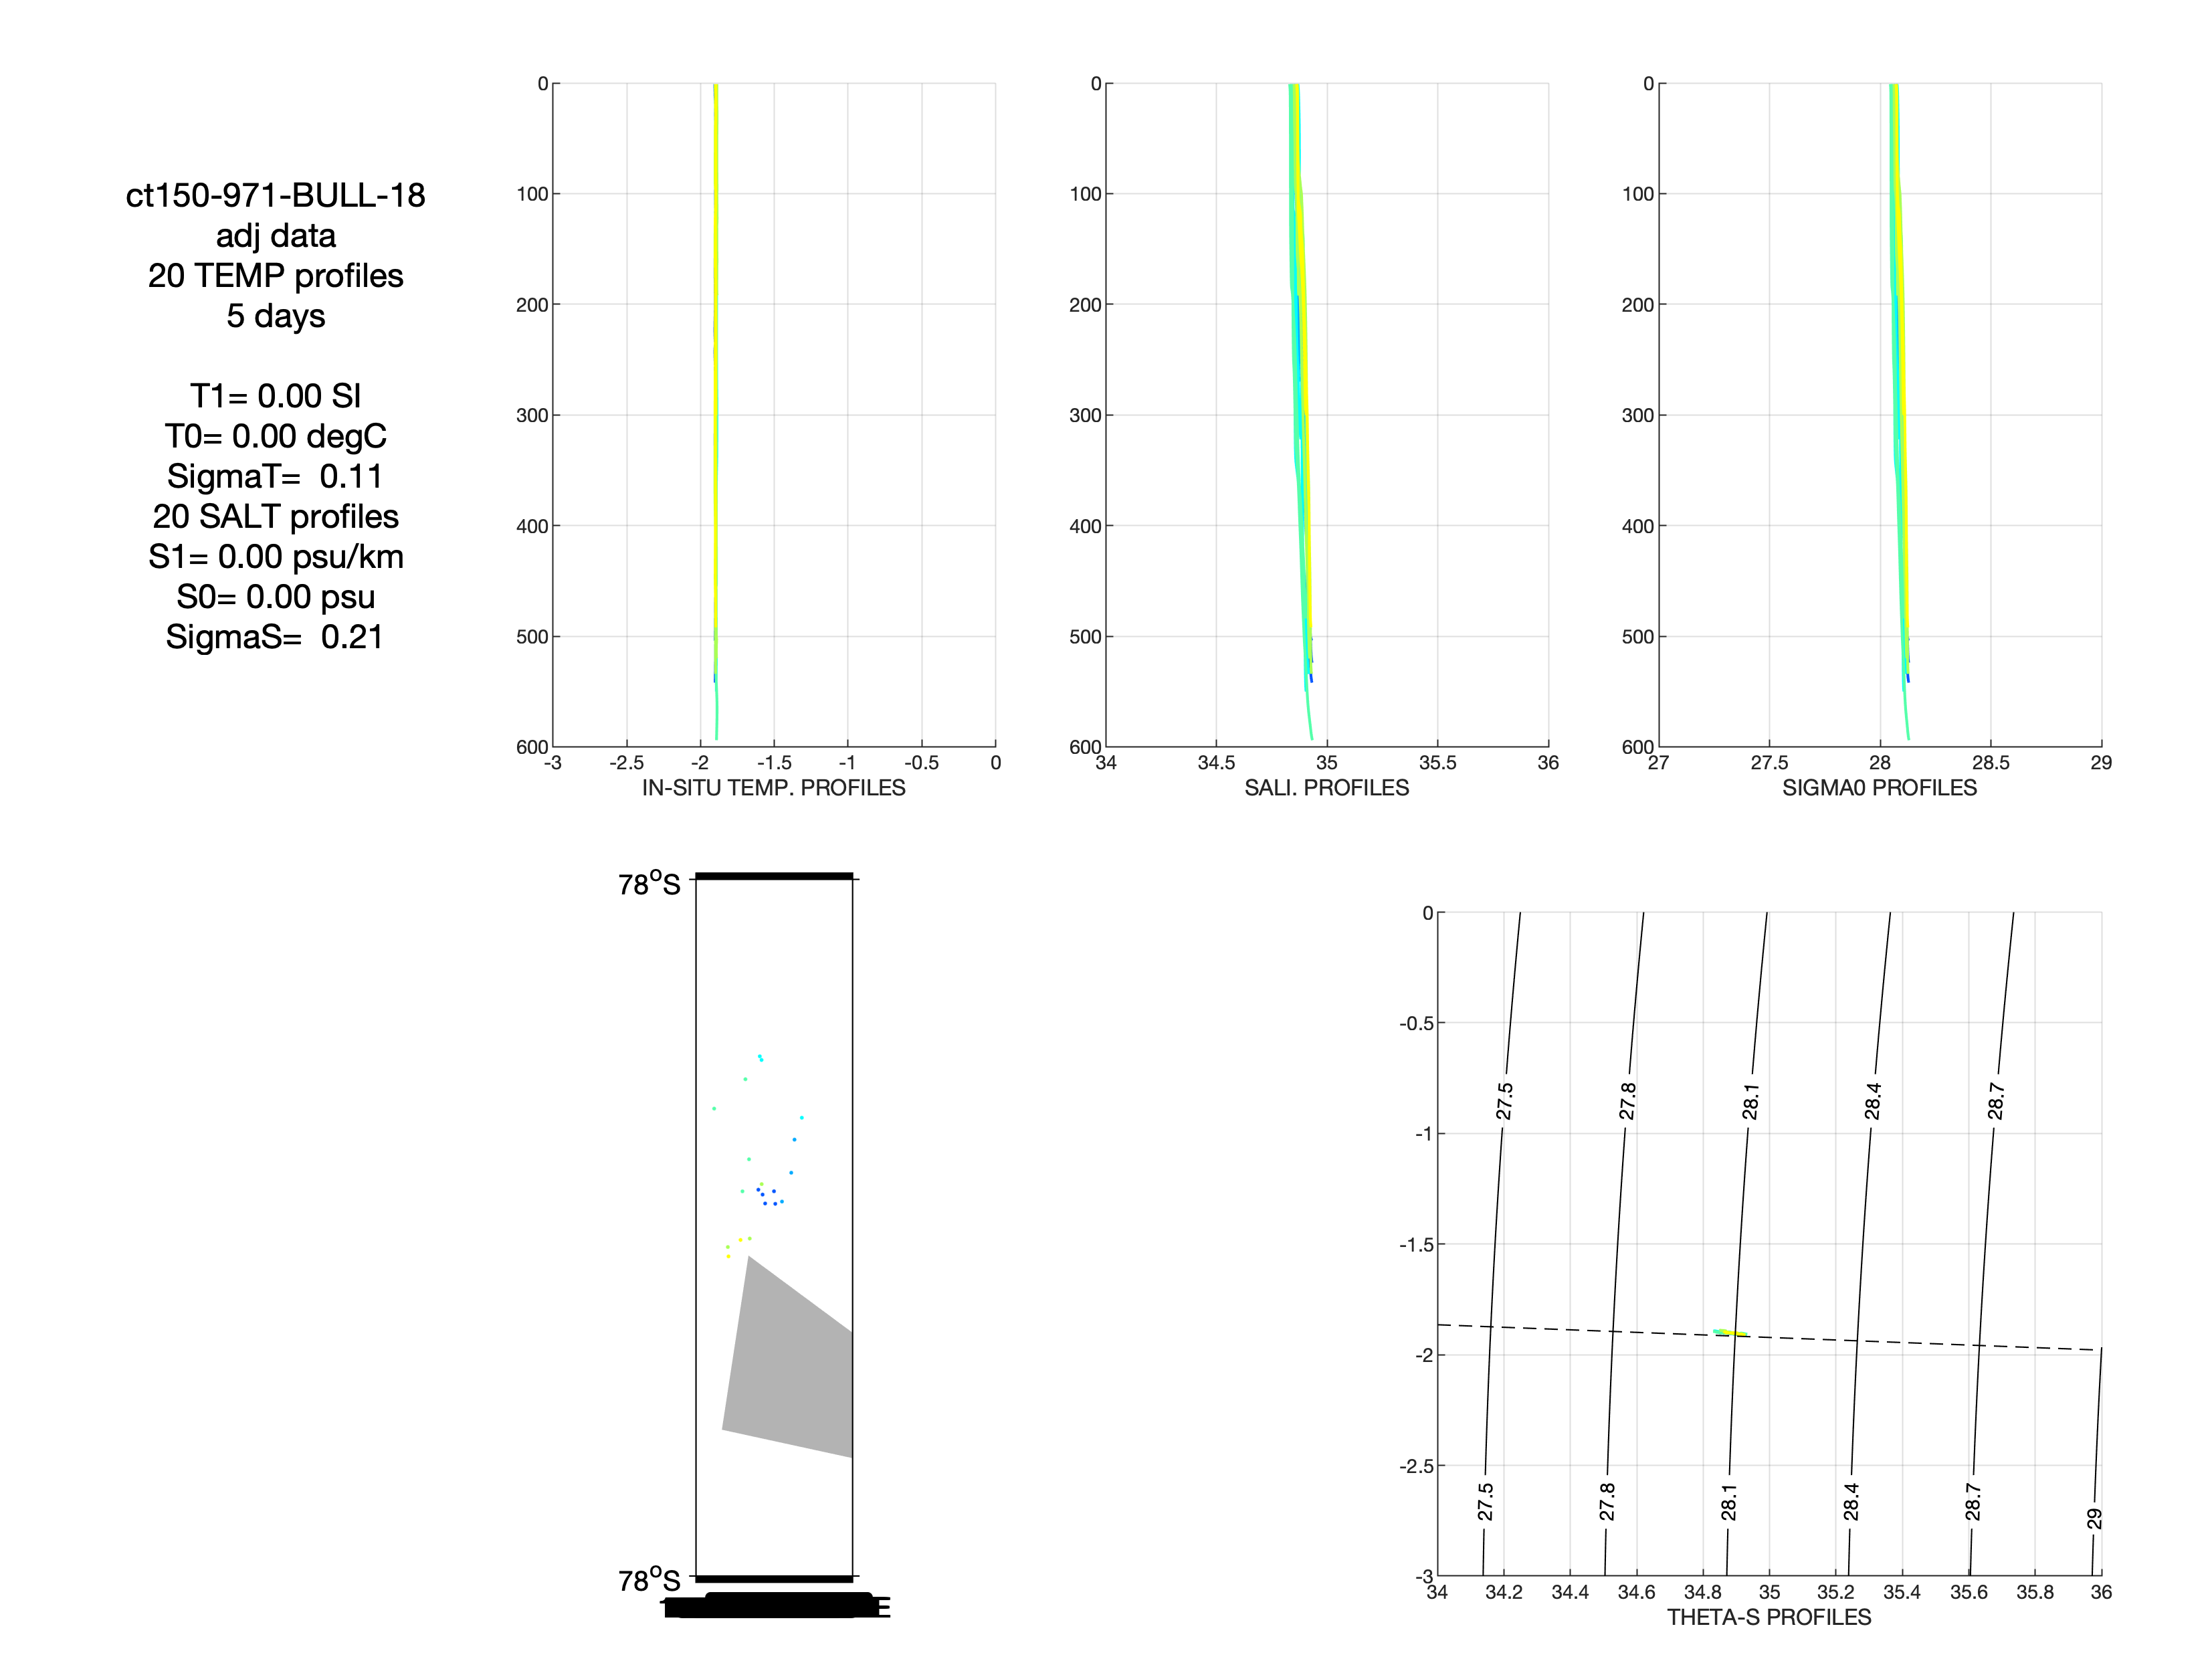 ct150-971-BULL-18
adj data
20 TEMP profiles
5 days
T1= 0.00 SI
T0= 0.00 degC
SigmaT= 0.11
20 SALT profiles
S1= 0.00 psu/km
S0= 0.00 psu
SigmaS= 0.21
0
100
200
300
400
500
600
-3 -2.5 -2 -1.5 -1 -0.5 0
IN-SITU TEMP. PROFILES
0
100
200
300
400
500
600
34 34.5 35 35.5 36
SALI. PROFILES
0
100
200
300
400
500
600
27 27.5 28 28.5 29
SIGMA0 PROFILES
78°S
78°S
0
-0.5
-1
-1.5
-2
-2.5
-3
27.5 27.8 28.1 28.4 28.7
27.5 27.8 28.1 28.4 28.7 29
34 34.2 34.4 34.6 34.8 35 35.2 35.4 35.6 35.8 36
THETA-S PROFILES